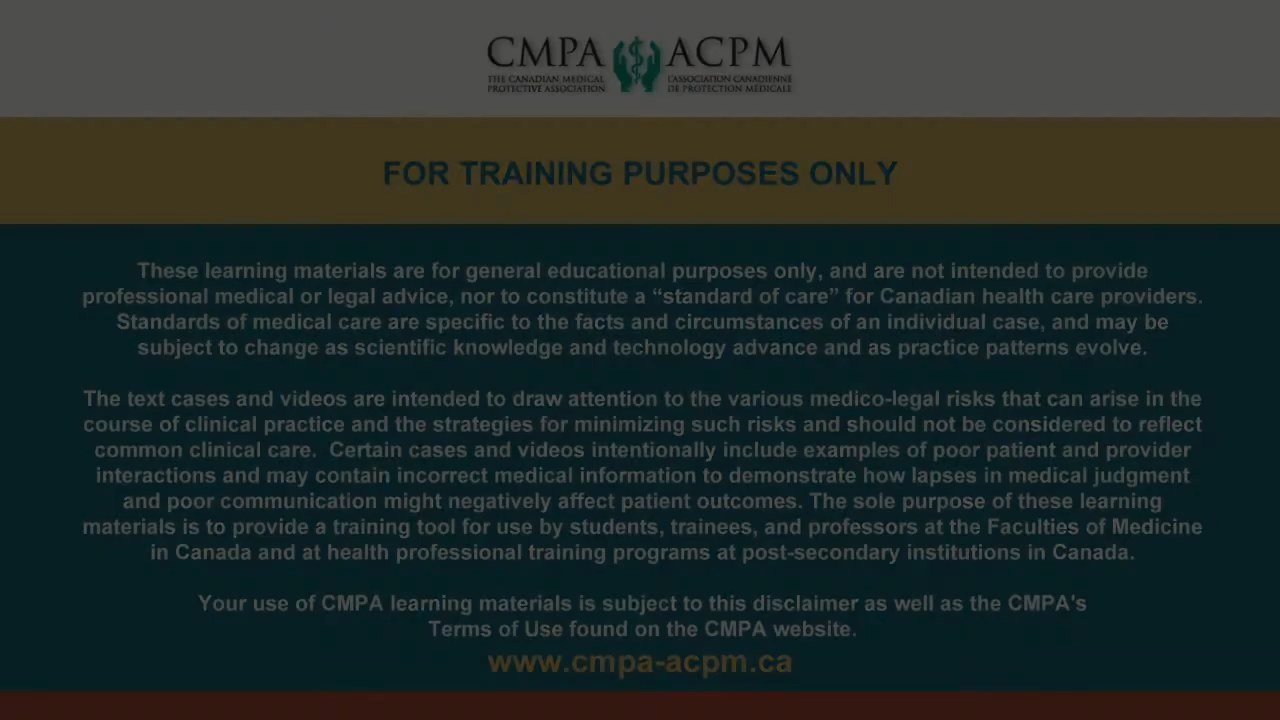 CMPA ACPM
THE CANADIAN MEDICAL PROTECTIVE ASSOCIATION
L'ASSOCIATION CANADIENNE DE PROTECTION MÉDICALE
FOR TRAINING PURPOSES ONLY
These learning materials are for general educational purposes only, and are not intended to provide
professional medical or legal advice, nor to constitute a “standard of care” for Canadian health care providers.
Standards of medical care are specific to the facts and circumstances of an individual case, and may be
subject to change as scientific knowledge and technology advance and as practice patterns evolve.
The text cases and videos are intended to draw attention to the various medico-legal risks that can arise in the
course of clinical practice and the strategies for minimizing such risks and should not be considered to reflect
common clinical care.  Certain cases and videos intentionally include examples of poor patient and provider
interactions and may contain incorrect medical information to demonstrate how lapses in medical judgment
and poor communication might negatively affect patient outcomes. The sole purpose of these learning
materials is to provide a training tool for use by students, trainees, and professors at the Faculties of Medicine
in Canada and at health professional training programs at post-secondary institutions in Canada.
Your use of CMPA learning materials is subject to this disclaimer as well as the CMPA's
Terms of Use found on the CMPA website.
www.cmpa-acpm.ca